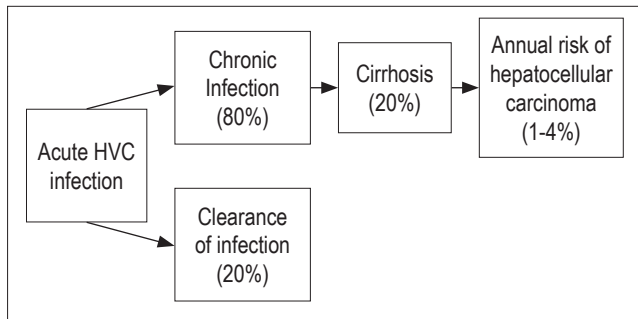 Acute HVC
infection
Chronic
Infection
(80%)
Cirrhosis
(20%)
Annual risk of
hepatocellular
carcinoma
(1-4%)
Clearance
of infection
(20%)